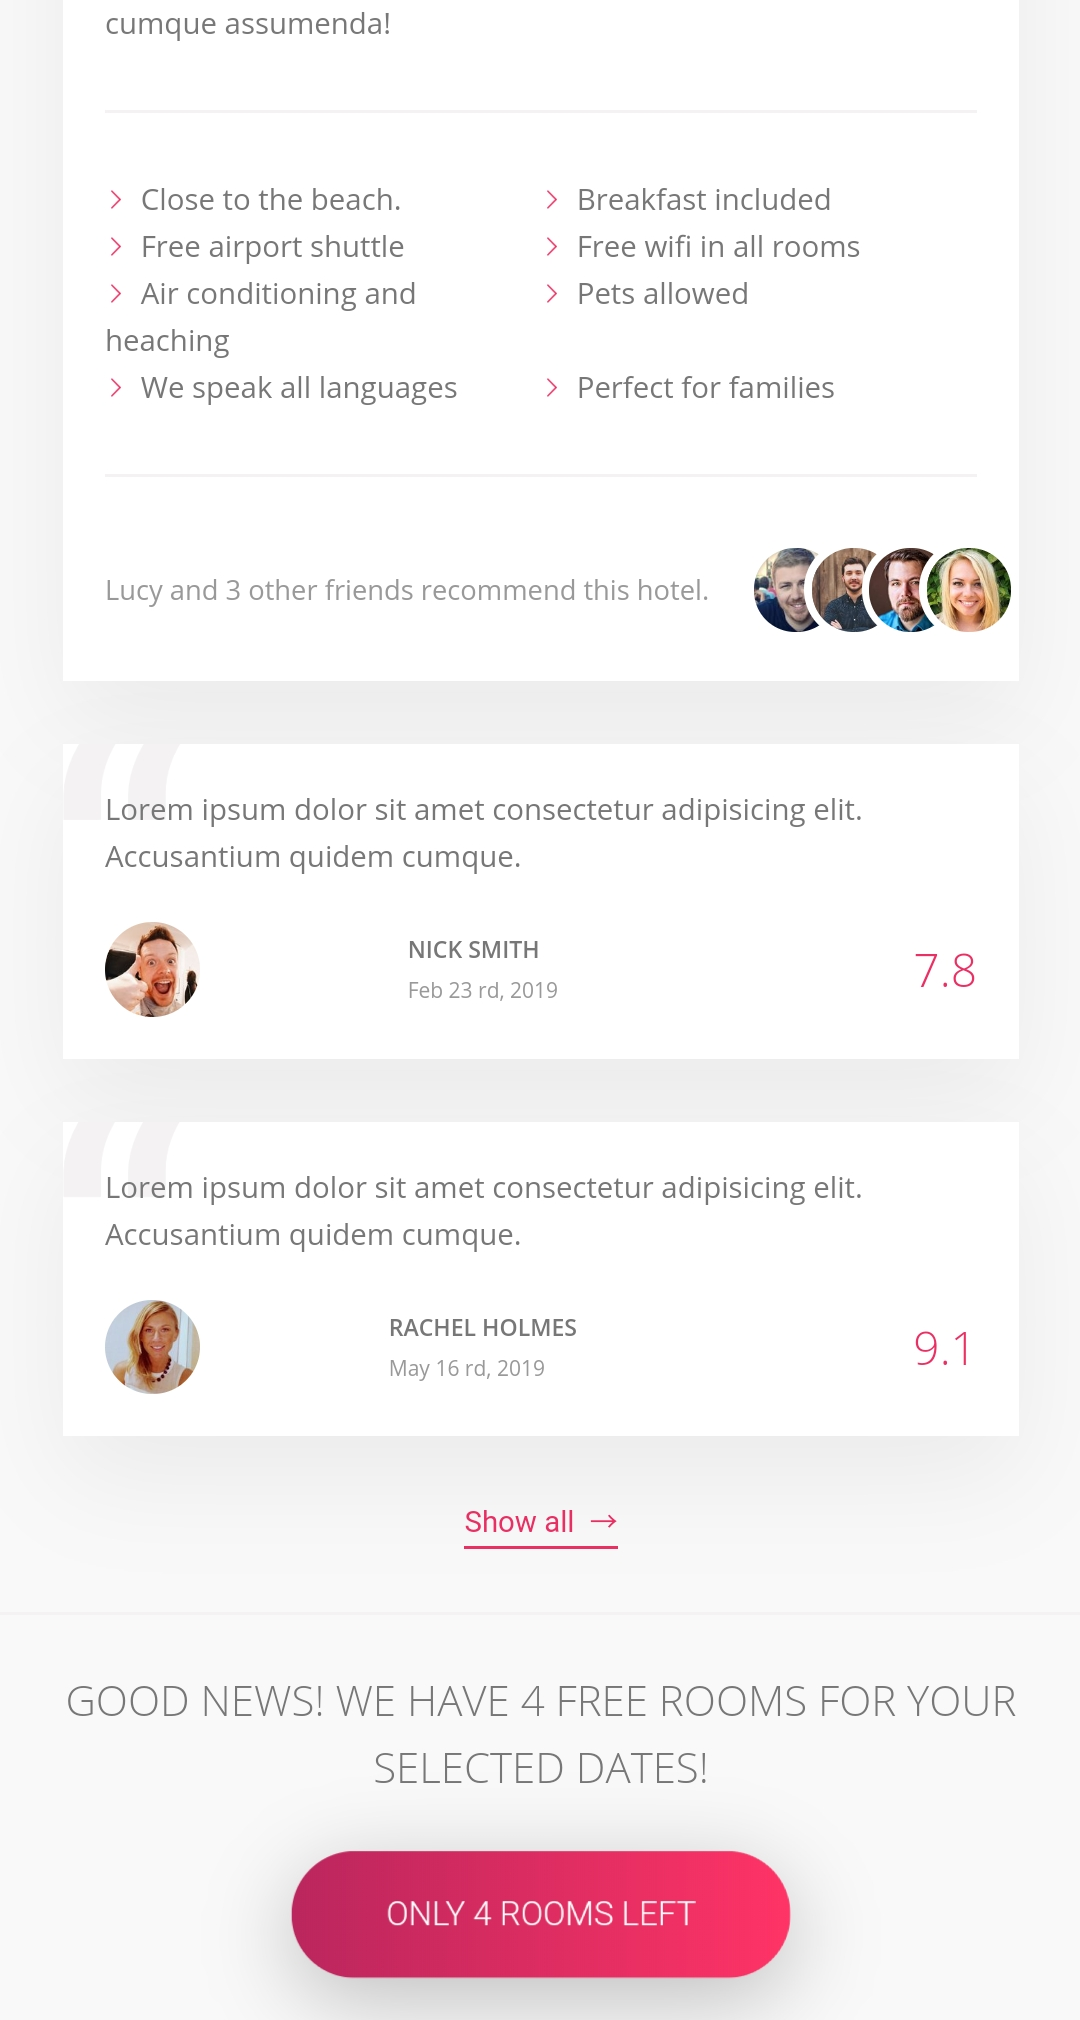 cumque assumenda!
Close to the beach.
Breakfast included
Free airport shuttle
Free wifi in all rooms
Air conditioning and
heaching
Pets allowed
We speak all languages
Perfect for families
Lucy and 3 other friends recommend this hotel.
Lorem ipsum dolor sit amet consectetur adipisicing elit.
Accusantium quidem cumque.
NICK SMITH
Feb 23 rd, 2019
7.8
Lorem ipsum dolor sit amet consectetur adipisicing elit.
Accusantium quidem cumque.
RACHEL HOLMES
May 16 rd, 2019
9.1
Show all →
GOOD NEWS! WE HAVE 4 FREE ROOMS FOR YOUR
SELECTED DATES!
ONLY 4 ROOMS LEFT